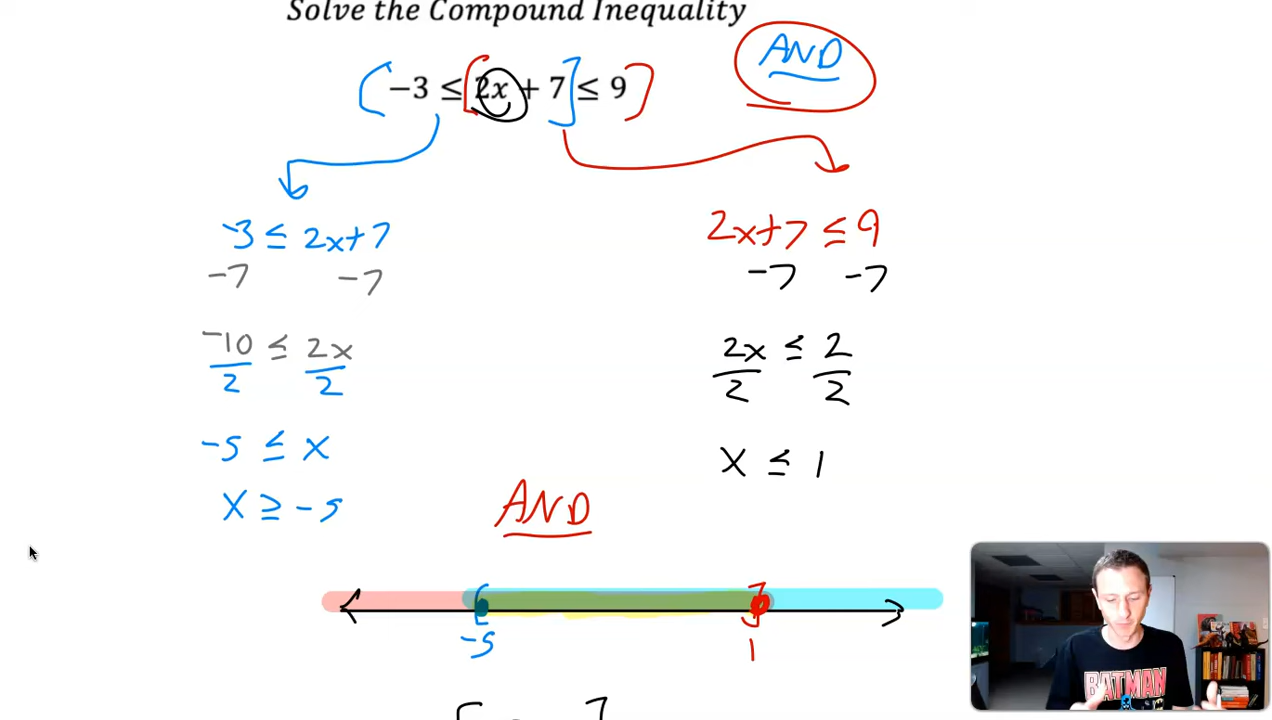 Solve the Compound Inequality
AND
−3 ≤ 2x + 7 ≤ 9
-3 ≤ 2x+7
-7 -7
-10 ≤ 2x
2 2
-5 ≤ x
x ≥ -5
2x+7 ≤ 9
-7 -7
2x ≤ 2
2 2
x ≤ 1
AND
[ ]
-5 1
BATMAN